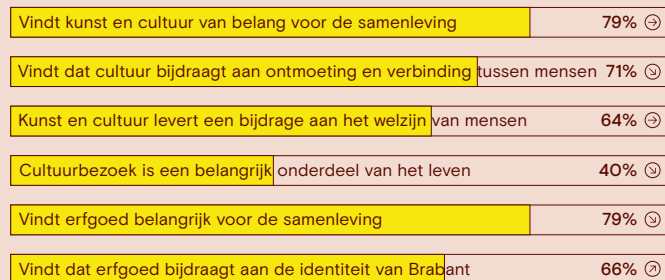 Vindt kunst en cultuur van belang voor de samenleving 79%
Vindt dat cultuur bijdraagt aan ontmoeting en verbinding tussen mensen 71%
Kunst en cultuur levert een bijdrage aan het welzijn van mensen 64%
Cultuurbezoek is een belangrijk onderdeel van het leven 40%
Vindt erfgoed belangrijk voor de samenleving 79%
Vindt dat erfgoed bijdraagt aan de identiteit van Brabant 66%